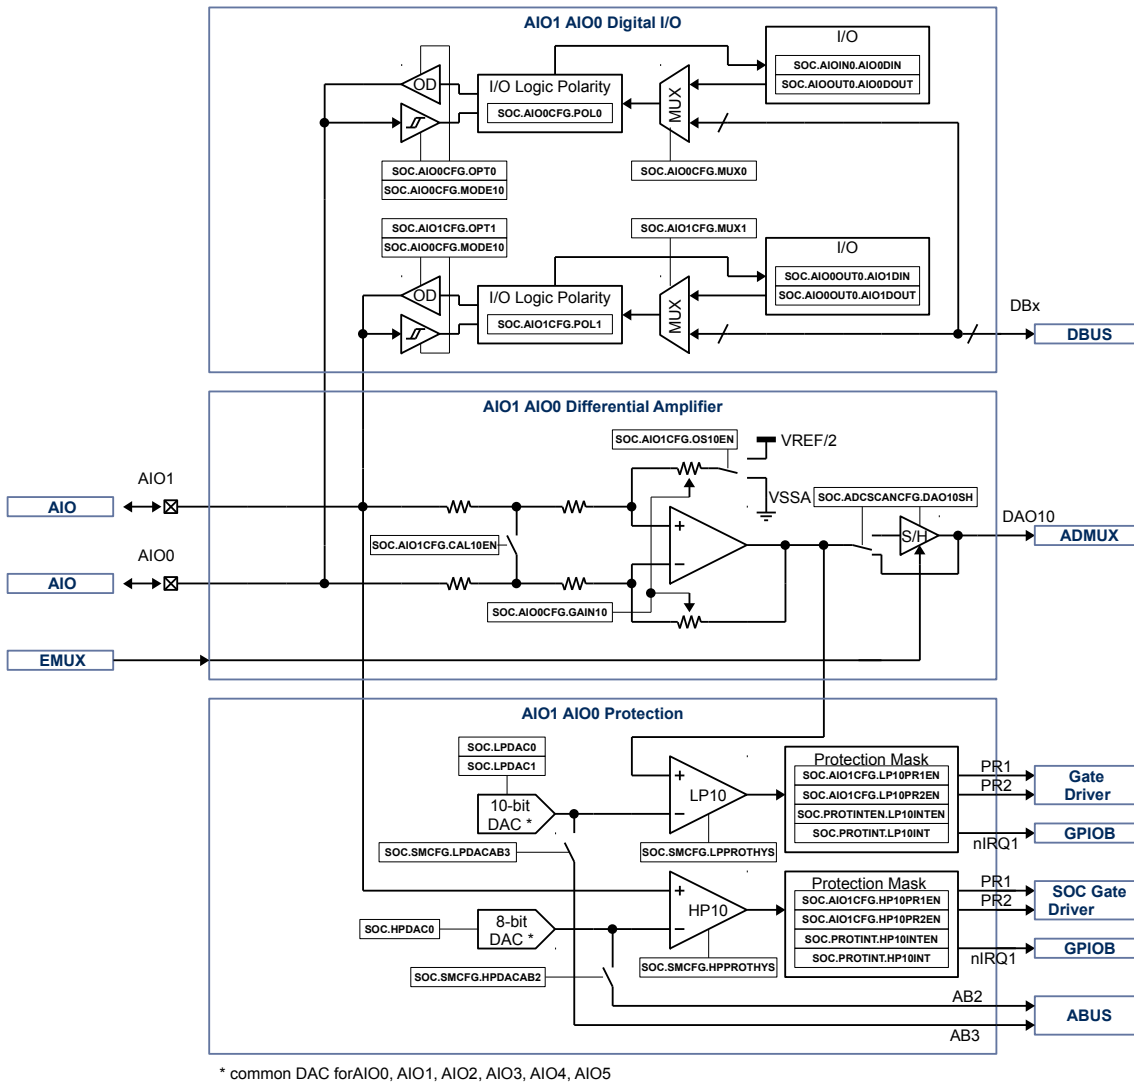 AIO1 AIO0 Digital I/O
I/O
SOC.AIOIN0.AIO0DIN
SOC.AIOOUT0.AIO0DOUT
OD
I/O Logic Polarity
SOC.AIO0CFG.POL0
MUX
SOC.AIO0CFG.OPT0
SOC.AIO0CFG.MODE10
SOC.AIO0CFG.MUX0
SOC.AIO1CFG.OPT1
SOC.AIO0CFG.MODE10
SOC.AIO1CFG.MUX1
I/O
SOC.AIO0OUT0.AIO1DIN
SOC.AIO0OUT0.AIO1DOUT
OD
I/O Logic Polarity
SOC.AIO1CFG.POL1
MUX
DBx
DBUS
AIO1 AIO0 Differential Amplifier
SOC.AIO1CFG.OS10EN
VREF/2
VSSA
SOC.ADCSCANCFG.DAO10SH
AIO1
AIO
+
S/H
DAO10
ADMUX
SOC.AIO1CFG.CAL10EN
AIO0
AIO
−
SOC.AIO0CFG.GAIN10
EMUX
AIO1 AIO0 Protection
SOC.LPDAC0
SOC.LPDAC1
10-bit
DAC *
+
LP10
−
Protection Mask
SOC.AIO1CFG.LP10PR1EN
SOC.AIO1CFG.LP10PR2EN
SOC.PROTINTEN.LP10INTEN
SOC.PROTINT.LP10INT
PR1
PR2
Gate
Driver
nIRQ1
GPIOB
SOC.SMCFG.LPDACAB3
SOC.SMCFG.LPPROTHYS
SOC.HPDAC0
8-bit
DAC *
+
HP10
−
Protection Mask
SOC.AIO1CFG.HP10PR1EN
SOC.AIO1CFG.HP10PR2EN
SOC.PROTINT.HP10INTEN
SOC.PROTINT.HP10INT
PR1
PR2
SOC Gate
Driver
nIRQ1
GPIOB
SOC.SMCFG.HPDACAB2
SOC.SMCFG.HPPROTHYS
AB2
AB3
ABUS
* common DAC forAIO0, AIO1, AIO2, AIO3, AIO4, AIO5